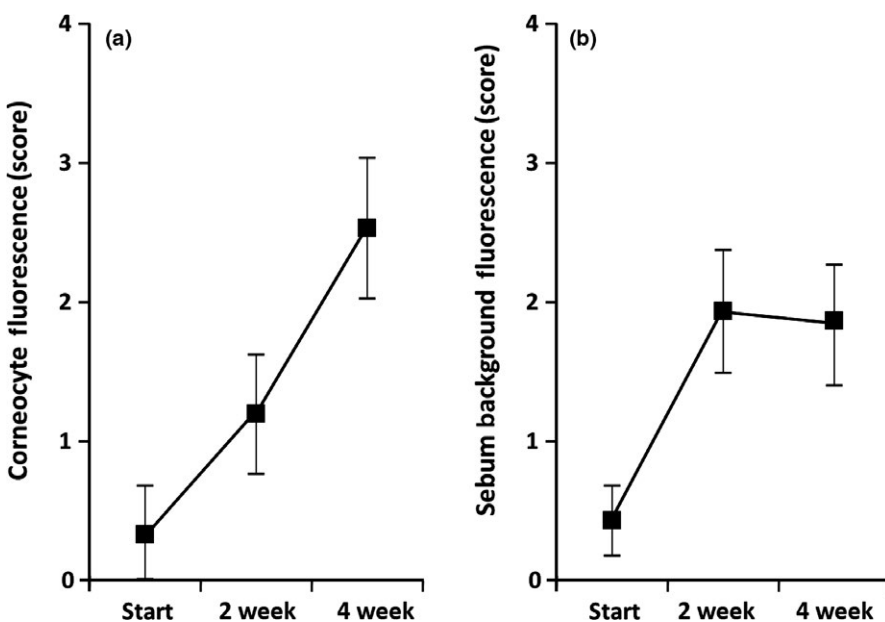 (a)
Corneocyte fluorescence (score)
4
3
2
1
0
Start 2 week 4 week
(b)
Sebum background fluorescence (score)
4
3
2
1
0
Start 2 week 4 week